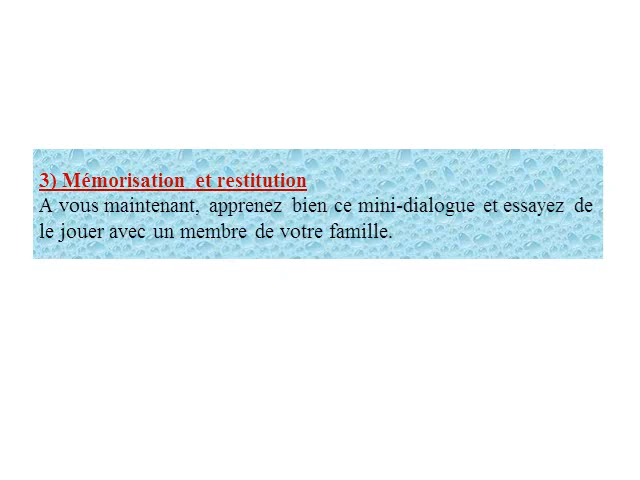 3) Mémorisation et restitution
A vous maintenant, apprenez bien ce mini-dialogue et essayez de
le jouer avec un membre de votre famille.